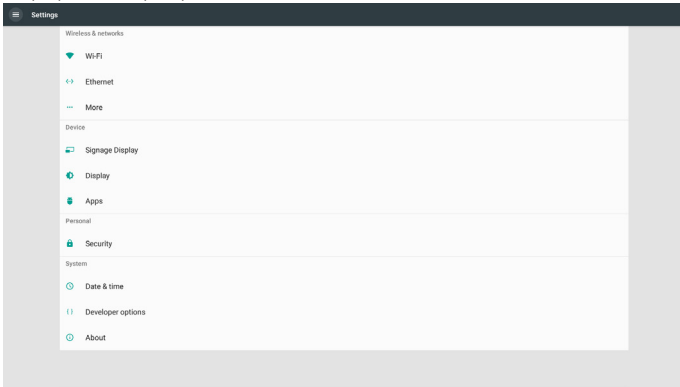 Settings
Wireless & networks
Wi-Fi
Ethernet
More
Device
Signage Display
Display
Apps
Personal
Security
System
Date & time
Developer options
About